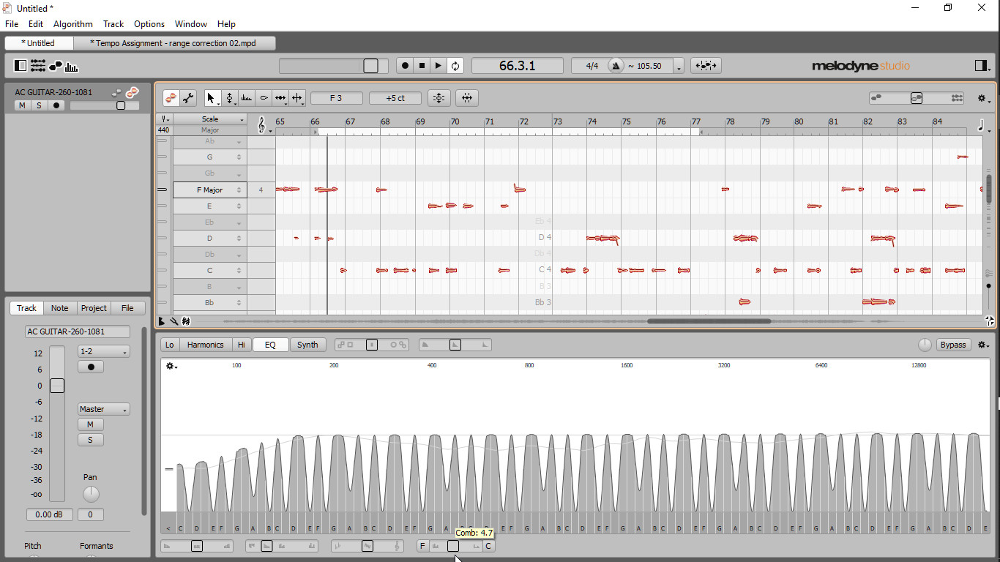 Untitled *
File Edit Algorithm Track Options Window Help
* Untitled * Tempo Assignment - range correction 02.mpd
66.3.1 4/4 ~ 105.50 melodyne studio
AC GUITAR-260-1081
M S
F 3 +5 ct
Scale 65 66 67 68 69 70 71 72 73 74 75 76 77 78 79 80 81 82 83 84
440 Major
Ab
G
Gb
F Major 4
E
Eb Eb 4
D D 4
Db Db 4
C C 4
B B 3
Bb Bb 3
Track Note Project File
AC GUITAR-260-1081
12 1-2
6
0
-6
-12 Master
-18 M
-24 S
-30
-36 Pan
-oo
0.00 dB 0
Pitch Formants
Lo Harmonics Hi EQ Synth Bypass
100 200 400 800 1600 3200 6400 12800
< C D E F G A B C D E F G A B C D E F G A B C D E F G A B C D E F G A B C D E F G A B C D E F G A B C D E
Comb: 4.7
F C